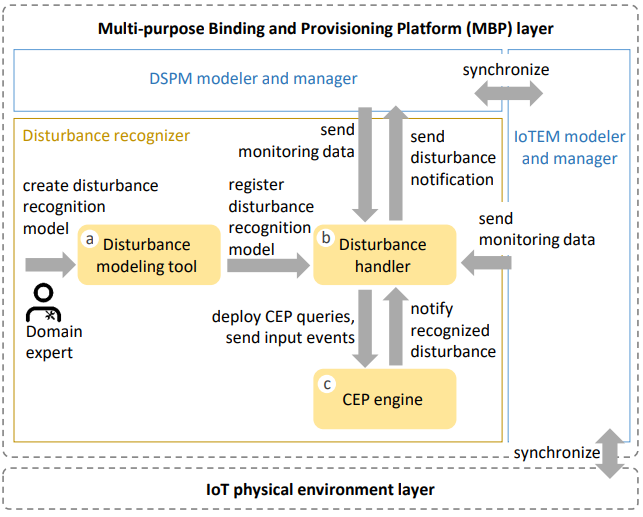 Multi-purpose Binding and Provisioning Platform (MBP) layer
DSPM modeler and manager
synchronize
Disturbance recognizer
send
monitoring data
send
disturbance
notification
IoTEM modeler
and manager
create disturbance
recognition
model
register
disturbance
recognition
model
a
Disturbance
modeling tool
b
Disturbance
handler
send
monitoring data
Domain
expert
deploy CEP queries,
send input events
notify
recognized
disturbance
c
CEP engine
synchronize
IoT physical environment layer